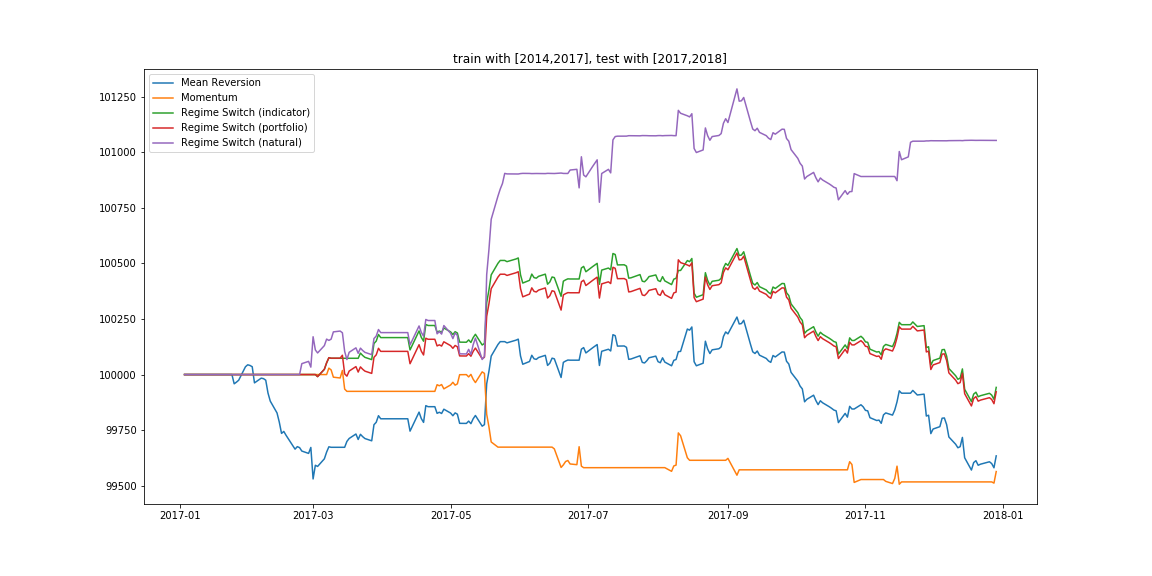 train with [2014,2017], test with [2017,2018]
Mean Reversion
Momentum
Regime Switch (indicator)
Regime Switch (portfolio)
Regime Switch (natural)
101250
101000
100750
100500
100250
100000
99750
99500
2017-01 2017-03 2017-05 2017-07 2017-09 2017-11 2018-01